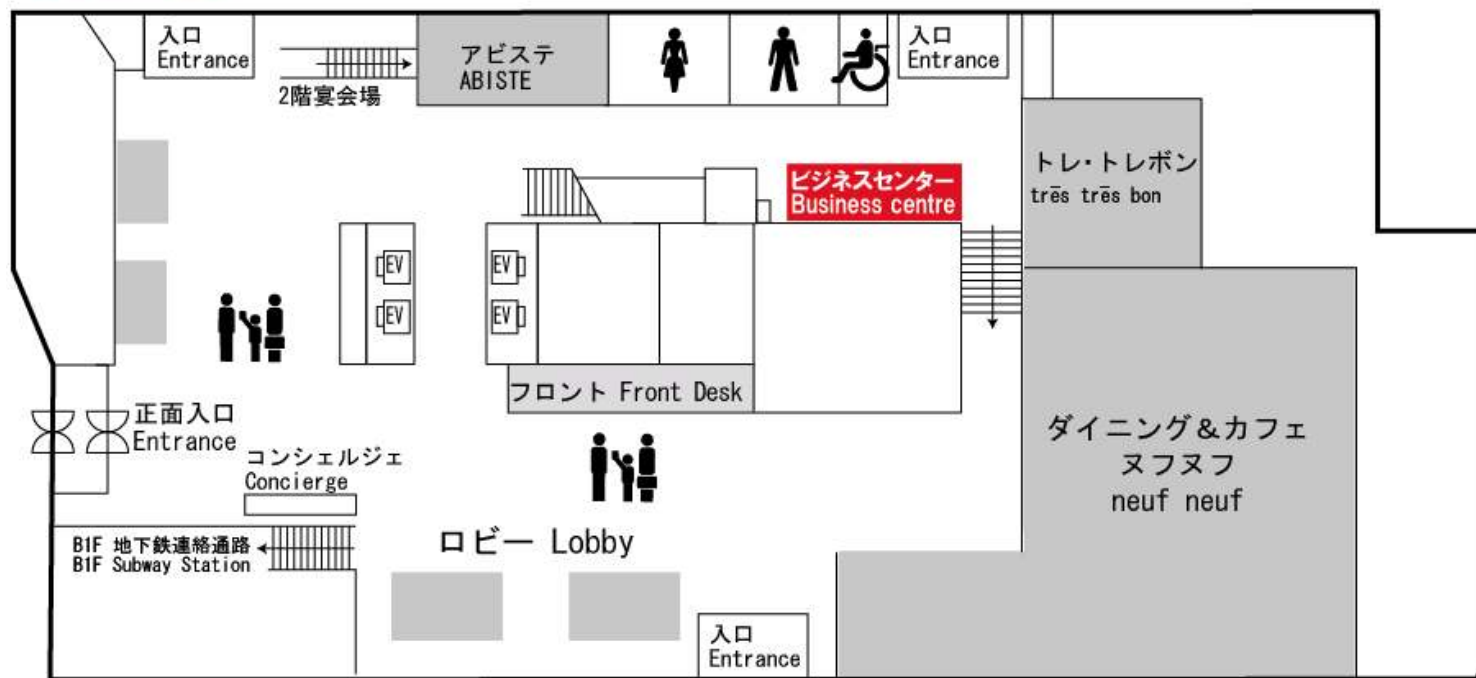 入口
Entrance
2階宴会場
アビステ
ABISTE
入口
Entrance
トレ・トレボン
trēs trēs bon
ビジネスセンター
Business centre
EV
EV
EV
EV
フロント Front Desk
正面入口
Entrance
コンシェルジェ
Concierge
ダイニング&カフェ
ヌフヌフ
neuf neuf
B1F 地下鉄連絡通路
B1F Subway Station
ロビー Lobby
入口
Entrance